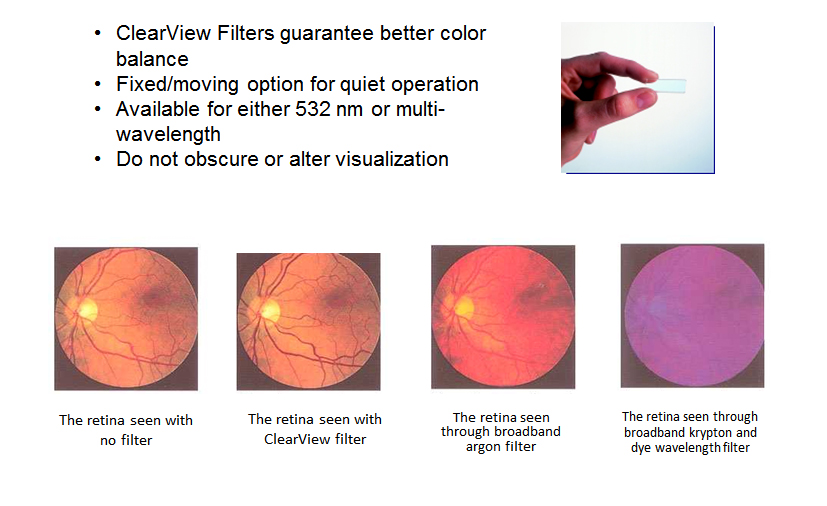 • ClearView Filters guarantee better color
balance
• Fixed/moving option for quiet operation
• Available for either 532 nm or multi-
wavelength
• Do not obscure or alter visualization
The retina seen with
no filter
The retina seen with
ClearView filter
The retina seen
through broadband
argon filter
The retina seen through
broadband krypton and
dye wavelength filter